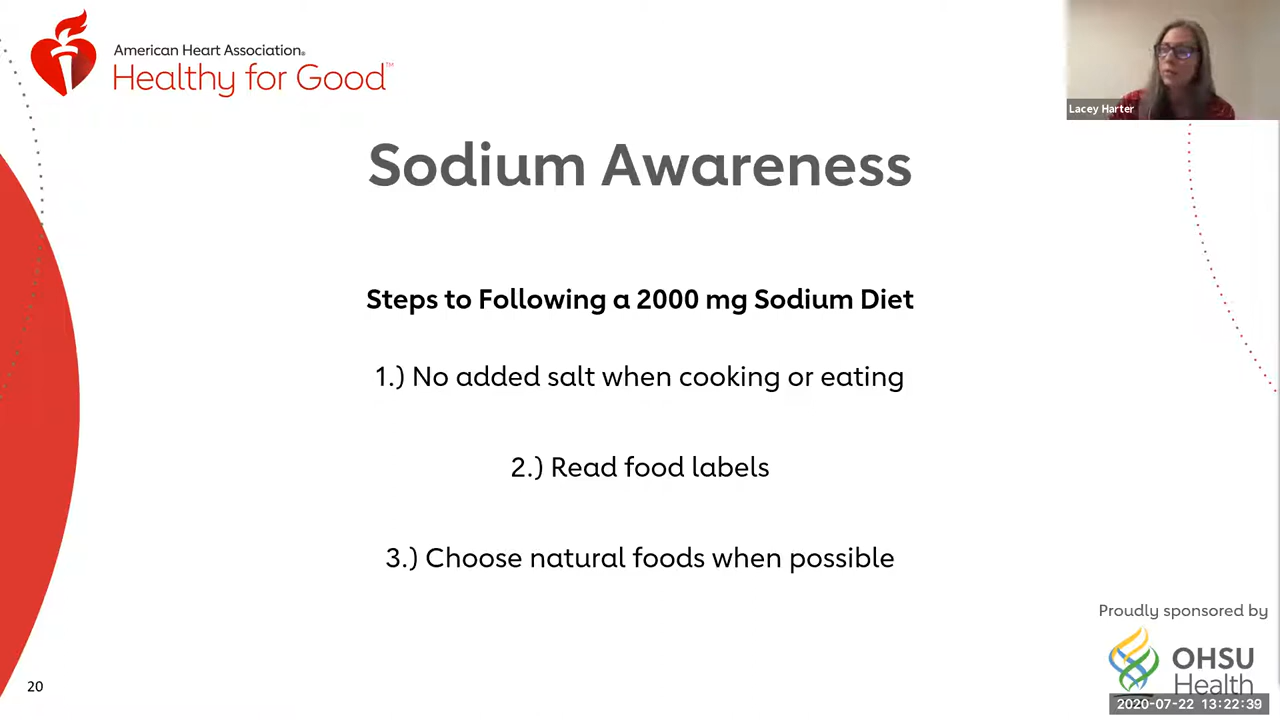 American Heart Association®
Healthy for Good™
Lacey Harter
Sodium Awareness
Steps to Following a 2000 mg Sodium Diet
1.) No added salt when cooking or eating
2.) Read food labels
3.) Choose natural foods when possible
Proudly sponsored by
OHSU
Health
20
2020-07-22 13:22:39